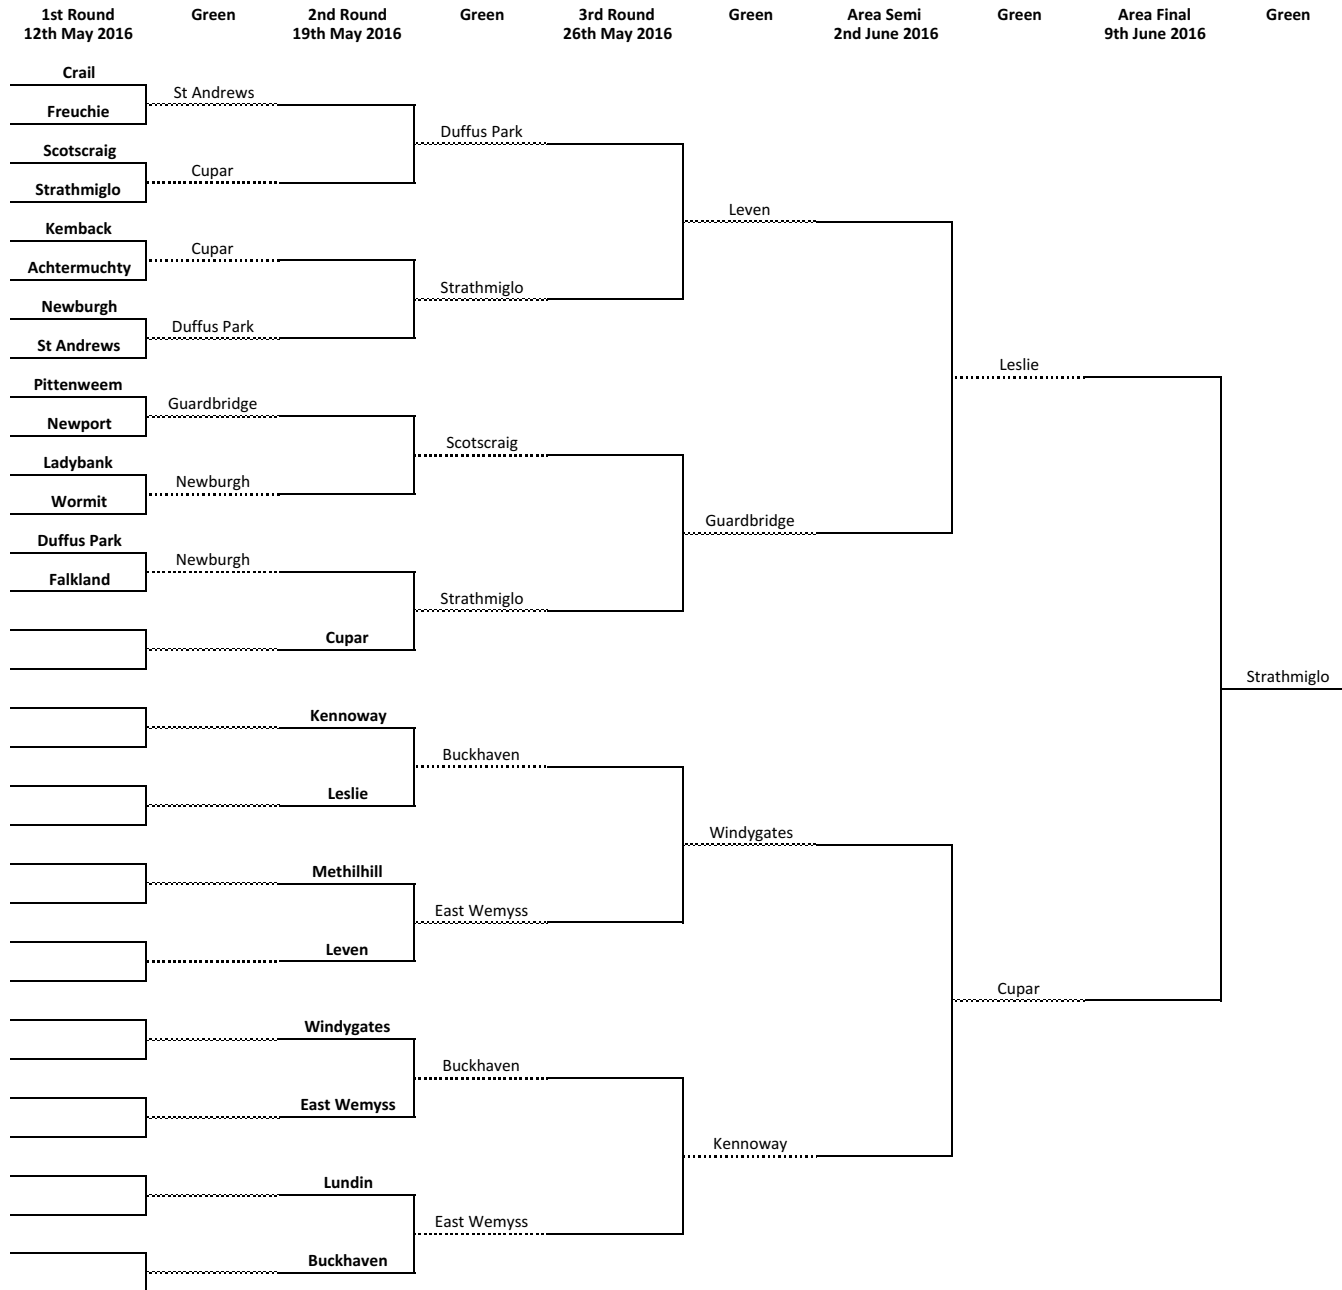 1st Round Green 2nd Round Green 3rd Round Green Area Semi Green Area Final Green
12th May 2016 19th May 2016 26th May 2016 2nd June 2016 9th June 2016
Crail
St Andrews
Freuchie
Duffus Park
Scotscraig
Cupar
Strathmiglo
Leven
Kemback
Cupar
Achtermuchty
Strathmiglo
Newburgh
Duffus Park
St Andrews
Leslie
Pittenweem
Guardbridge
Newport
Scotscraig
Ladybank
Newburgh
Wormit
Guardbridge
Duffus Park
Newburgh
Falkland
Strathmiglo
Cupar
Strathmiglo
Kennoway
Buckhaven
Leslie
Windygates
Methilhill
East Wemyss
Leven
Cupar
Windygates
Buckhaven
East Wemyss
Kennoway
Lundin
East Wemyss
Buckhaven